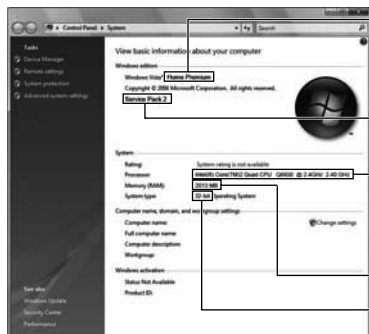 Control Panel ▸ System
Search
Tasks
Device Manager
Remote settings
System protection
Advanced system settings
View basic information about your computer
Windows edition
Windows Vista® Home Premium
Copyright © 2006 Microsoft Corporation. All rights reserved.
Service Pack 2
System
Rating: System rating is not available
Processor: Intel(R) Core(TM)2 Quad CPU Q6600 @ 2.40GHz 2.40 GHz
Memory (RAM): 2013 MB
System type: 32-bit Operating System
Computer name, domain, and workgroup settings
Computer name:
Change settings
Full computer name:
Computer description:
Workgroup:
Windows activation
Status Not Available
Product ID:
See also
Windows Update
Security Center
Performance